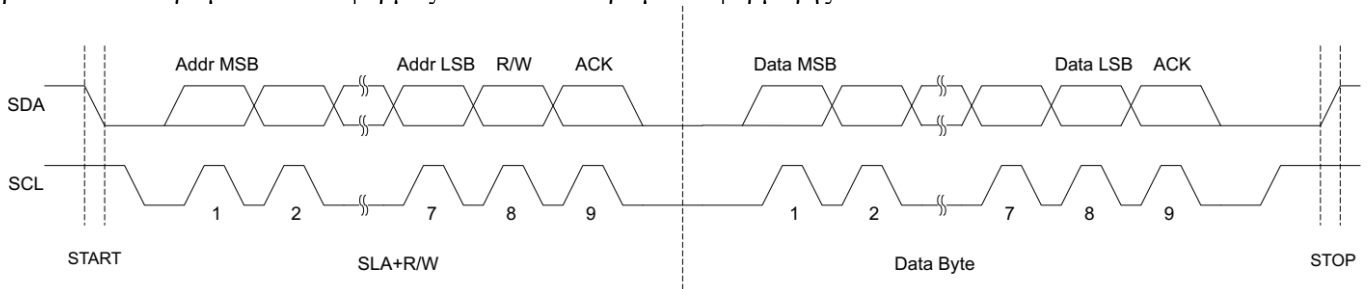 Addr MSB Addr LSB R/W ACK Data MSB Data LSB ACK
SDA
SCL
1 2 7 8 9 1 2 7 8 9
START SLA+R/W Data Byte STOP